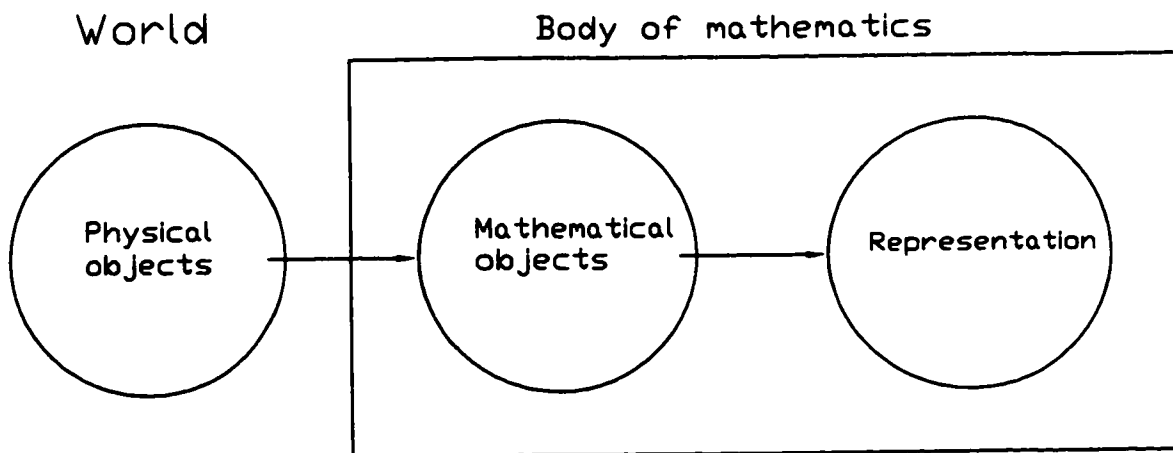 World
Body of mathematics
Physical
objects
Mathematical
objects
Representation